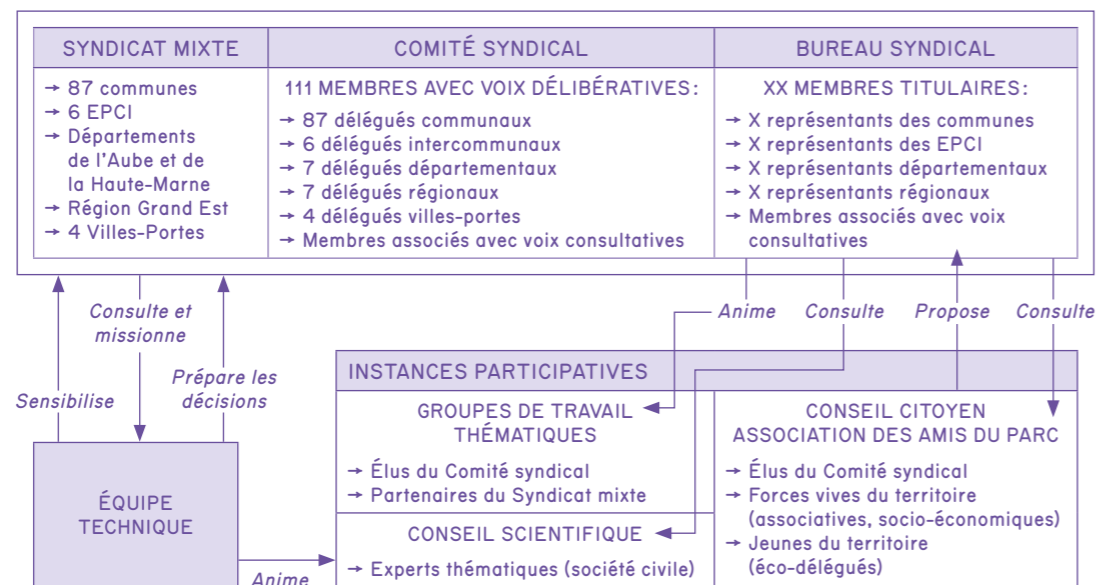 SYNDICAT MIXTE
→ 87 communes
→ 6 EPCI
→ Départements
de l'Aube et de
la Haute-Marne
→ Région Grand Est
→ 4 Villes-Portes
COMITÉ SYNDICAL
111 MEMBRES AVEC VOIX DÉLIBÉRATIVES :
→ 87 délégués communaux
→ 6 délégués intercommunaux
→ 7 délégués départementaux
→ 7 délégués régionaux
→ 4 délégués villes-portes
→ Membres associés avec voix consultatives
BUREAU SYNDICAL
XX MEMBRES TITULAIRES :
→ X représentants des communes
→ X représentants des EPCI
→ X représentants départementaux
→ X représentants régionaux
→ Membres associés avec voix
consultatives
Sensibilise
Consulte et
missionne
Prépare les
décisions
Anime
Consulte
Propose
Consulte
ÉQUIPE
TECHNIQUE
Anime
INSTANCES PARTICIPATIVES
GROUPES DE TRAVAIL
THÉMATIQUES
→ Élus du Comité syndical
→ Partenaires du Syndicat mixte
CONSEIL SCIENTIFIQUE
→ Experts thématiques (société civile)
CONSEIL CITOYEN
ASSOCIATION DES AMIS DU PARC
→ Élus du Comité syndical
→ Forces vives du territoire
(associatives, socio-économiques)
→ Jeunes du territoire
(éco-délégués)